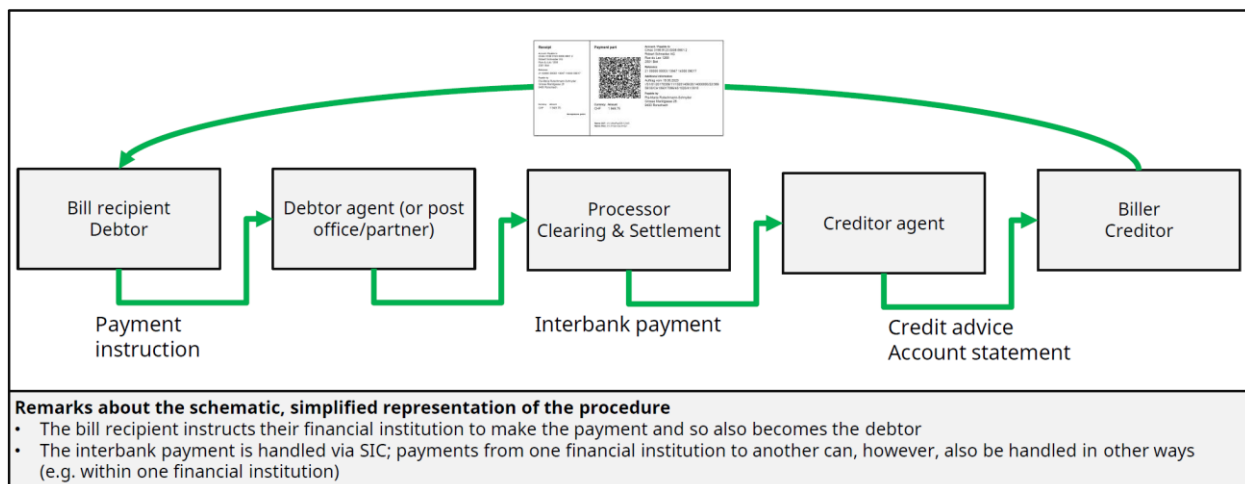 Receipt
Payment part
Bill recipient
Debtor
Debtor agent (or post
office/partner)
Processor
Clearing & Settlement
Creditor agent
Biller
Creditor
Payment
instruction
Interbank payment
Credit advice
Account statement
Remarks about the schematic, simplified representation of the procedure
• The bill recipient instructs their financial institution to make the payment and so also becomes the debtor
• The interbank payment is handled via SIC; payments from one financial institution to another can, however, also be handled in other ways
(e.g. within one financial institution)